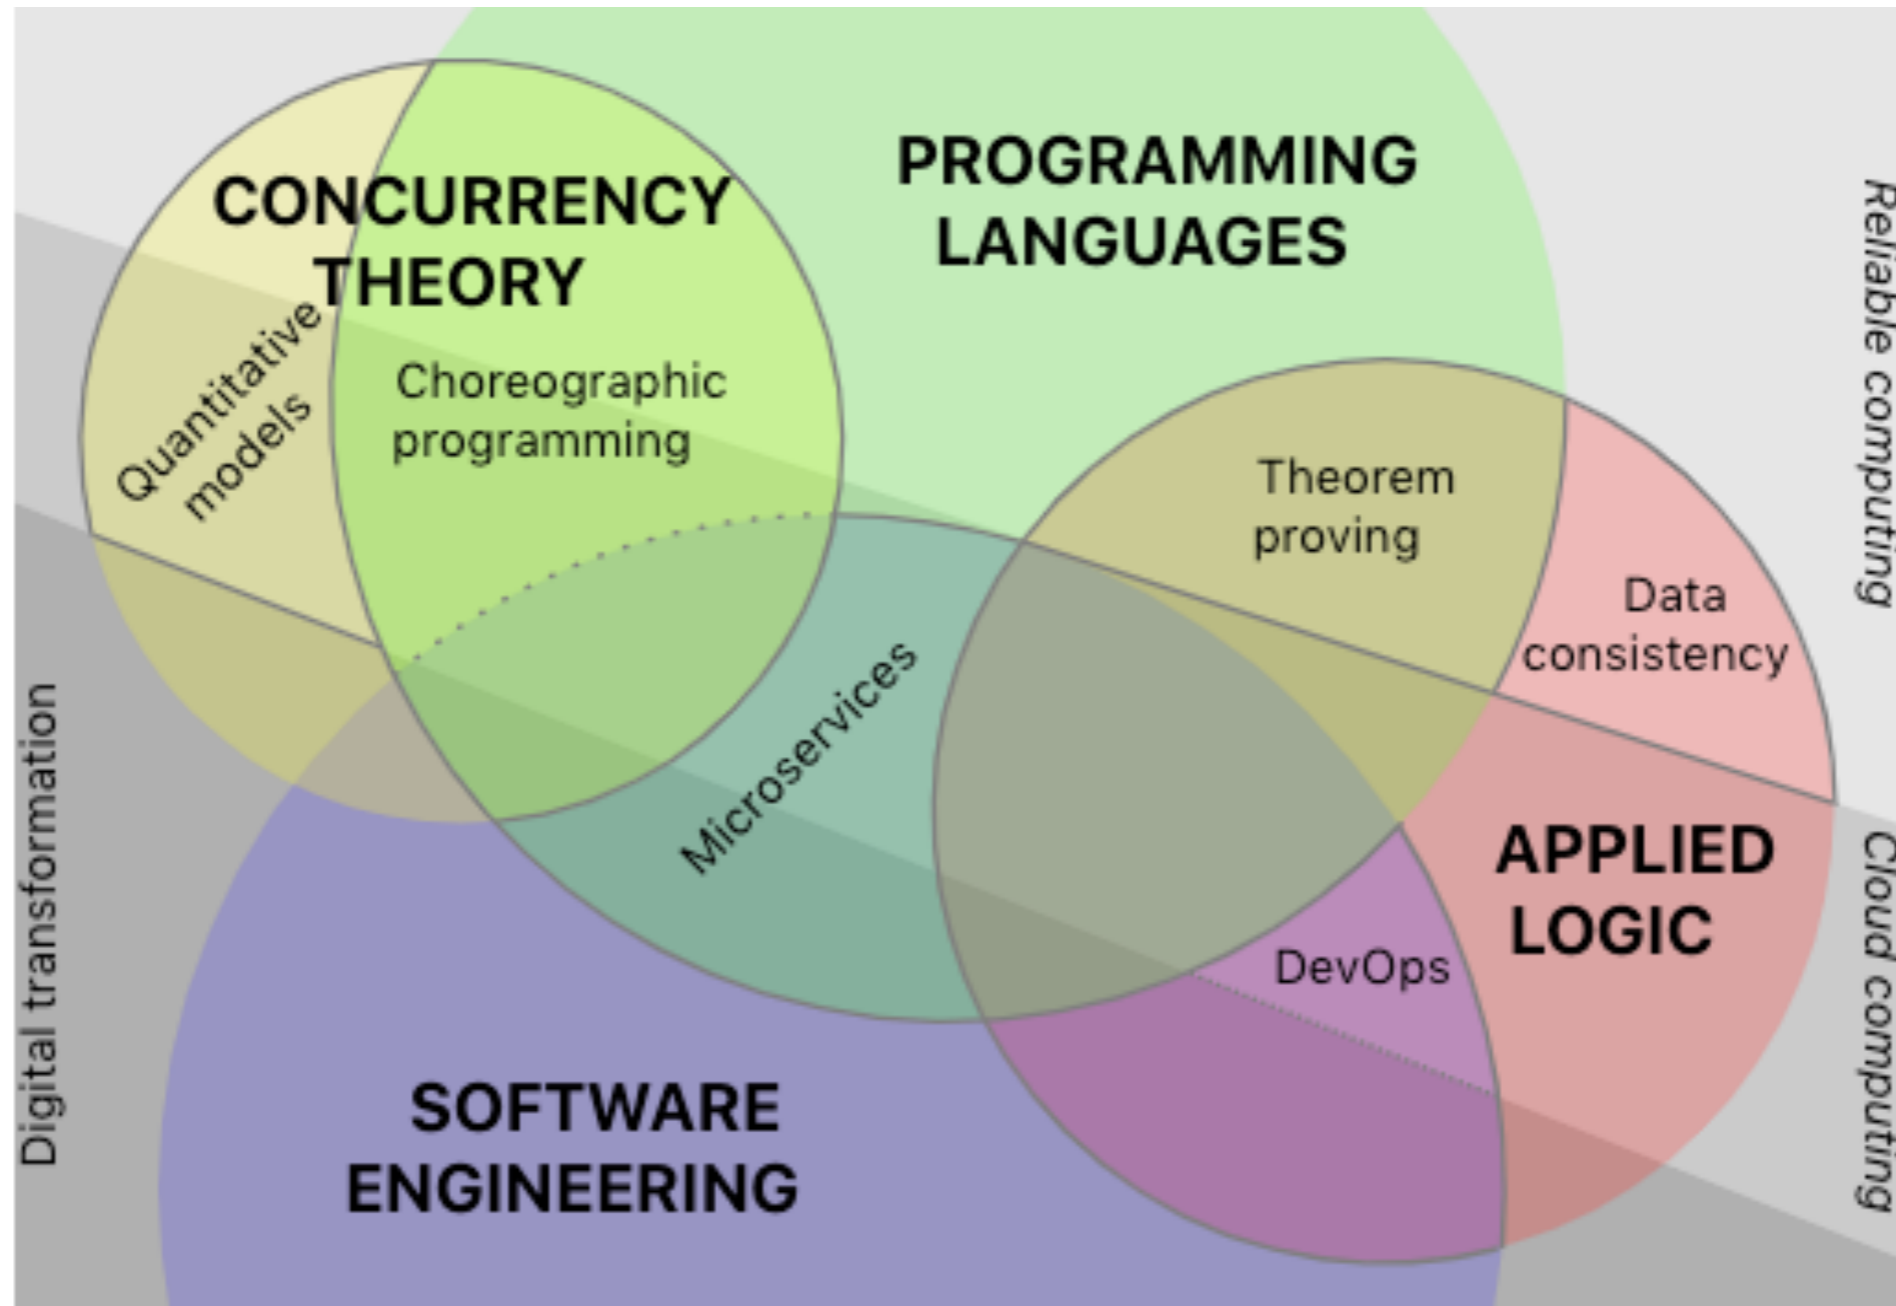 PROGRAMMING
LANGUAGES
CONCURRENCY
THEORY
Quantitative
models
Choreographic
programming
Theorem
proving
Data
consistency
Microservices
DevOps
APPLIED
LOGIC
SOFTWARE
ENGINEERING
Digital transformation
Reliable computing
Cloud computing